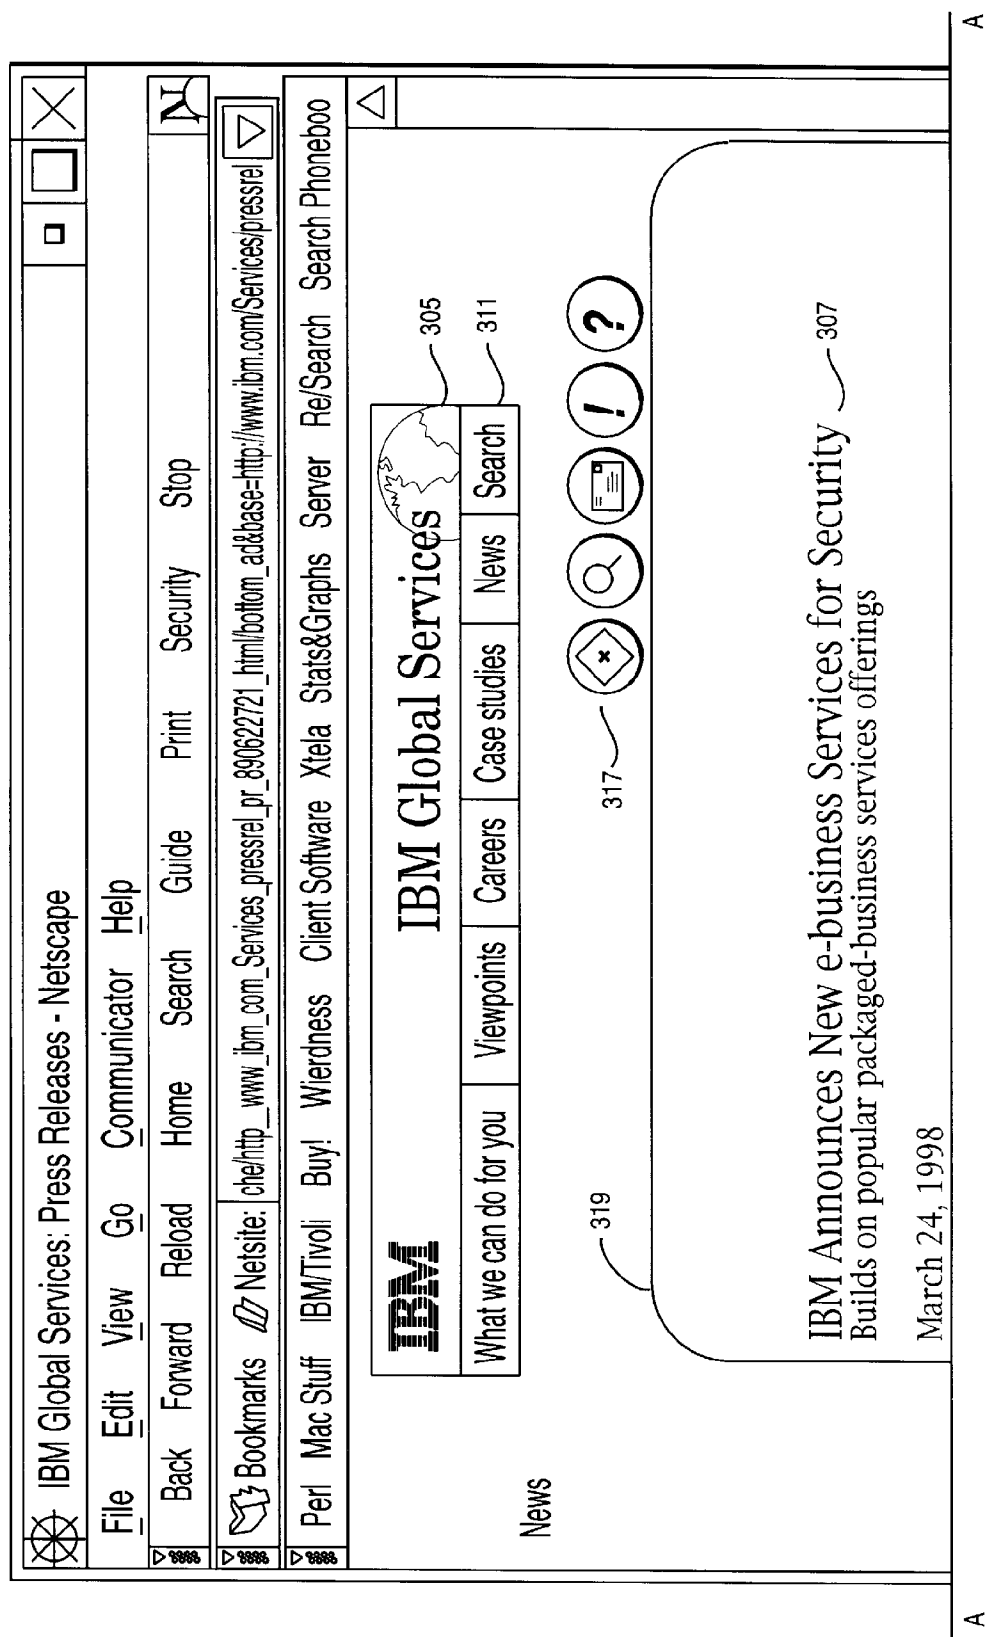 IBM Global Services: Press Releases - Netscape
File Edit View Go Communicator Help
Back Forward Reload Home Search Guide Print Security Stop
N
Bookmarks Netsite: che/http__www_ibm_com_Services_pressrel_pr_890622721_html/bottom_ad&base=http://www.ibm.com/Services/pressrel
Perl Mac Stuff IBM/Tivoli Buy! Wierdness Client Software Xtela Stats&Graphs Server Re/Search Search Phoneboo
IBM IBM Global Services
305
What we can do for you Viewpoints Careers Case studies News Search
311
News
317
! ?
319
IBM Announces New e-business Services for Security
307
Builds on popular packaged-business services offerings
March 24, 1998
A A